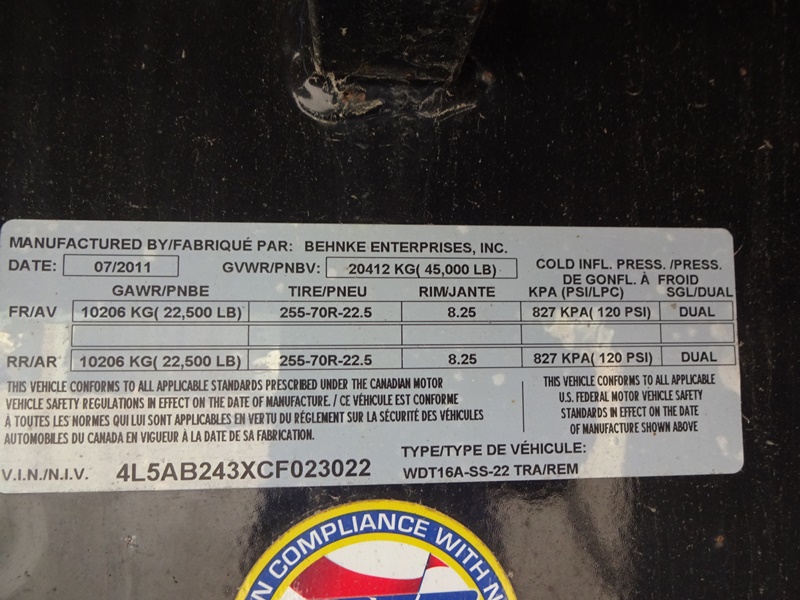 MANUFACTURED BY/FABRIQUÉ PAR: BEHNKE ENTERPRISES, INC.
DATE: 07/2011 GVWR/PNBV: 20412 KG( 45,000 LB) COLD INFL. PRESS. /PRESS.
DE GONFL. À FROID
GAWR/PNBE TIRE/PNEU RIM/JANTE KPA (PSI/LPC) SGL/DUAL
FR/AV 10206 KG( 22,500 LB) 255-70R-22.5 8.25 827 KPA( 120 PSI) DUAL
RR/AR 10206 KG( 22,500 LB) 255-70R-22.5 8.25 827 KPA( 120 PSI) DUAL
THIS VEHICLE CONFORMS TO ALL APPLICABLE STANDARDS PRESCRIBED UNDER THE CANADIAN MOTOR
VEHICLE SAFETY REGULATIONS IN EFFECT ON THE DATE OF MANUFACTURE. / CE VÉHICULE EST CONFORME
À TOUTES LES NORMES QUI LUI SONT APPLICABLES EN VERTU DU RÉGLEMENT SUR LA SÉCURITÉ DES VÉHICULES
AUTOMOBILES DU CANADA EN VIGUEUR À LA DATE DE SA FABRICATION.
THIS VEHICLE CONFORMS TO ALL APPLICABLE
U.S. FEDERAL MOTOR VEHICLE SAFETY
STANDARDS IN EFFECT ON THE DATE
OF MANUFACTURE SHOWN ABOVE
V.I.N./N.I.V. 4L5AB243XCF023022
TYPE/TYPE DE VÉHICULE:
WDT16A-SS-22 TRA/REM
N COMPLIANCE WITH N